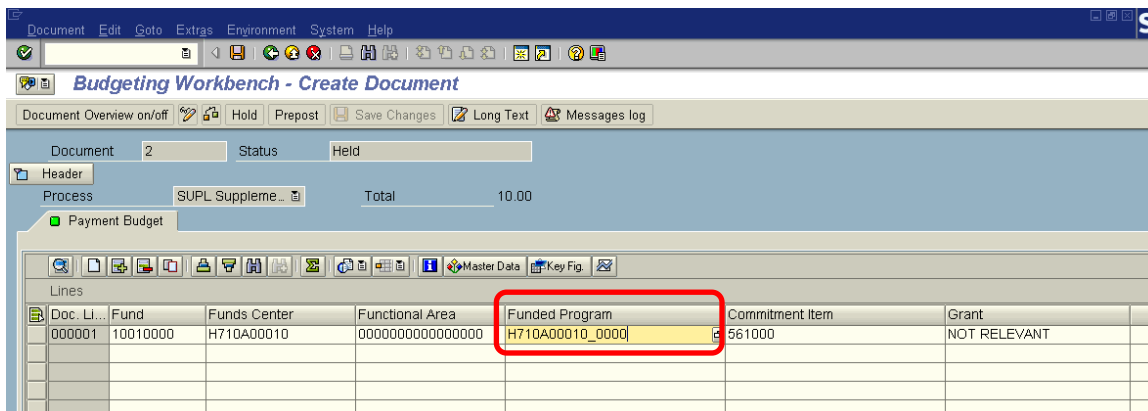 Document Edit Goto Extras Environment System Help
S
Budgeting Workbench - Create Document
Document Overview on/off Hold Prepost Save Changes Long Text Messages log
Document 2 Status Held
Header
Process SUPL Suppleme... Total 10.00
Payment Budget
Master Data Key Fig.
Lines
Doc. Li... Fund Funds Center Functional Area Funded Program Commitment Item Grant
000001 10010000 H710A00010 0000000000000000 H710A00010_0000 561000 NOT RELEVANT